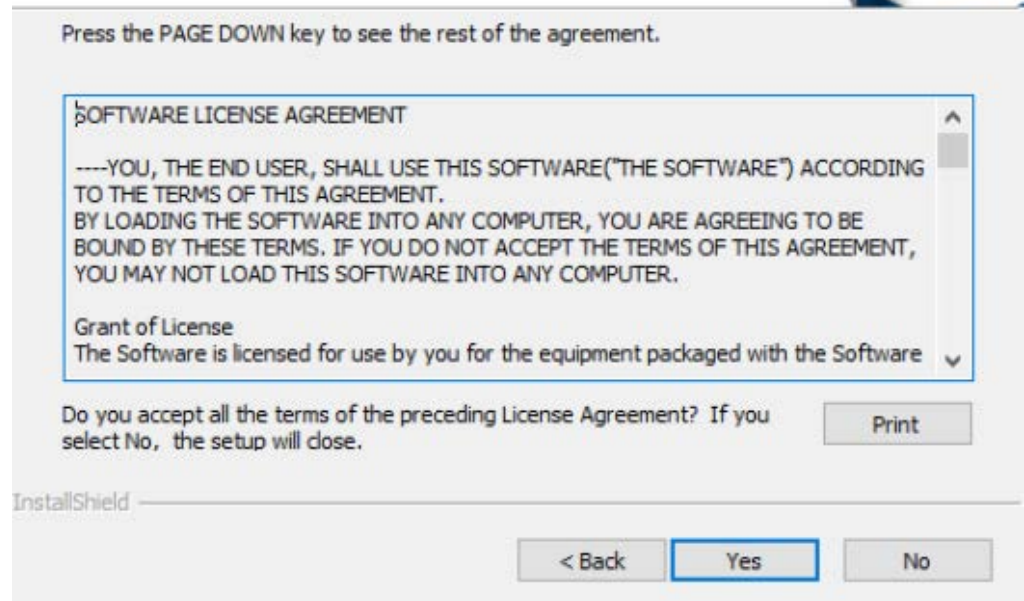 Press the PAGE DOWN key to see the rest of the agreement.
SOFTWARE LICENSE AGREEMENT
----YOU, THE END USER, SHALL USE THIS SOFTWARE("THE SOFTWARE") ACCORDING
TO THE TERMS OF THIS AGREEMENT.
BY LOADING THE SOFTWARE INTO ANY COMPUTER, YOU ARE AGREEING TO BE
BOUND BY THESE TERMS. IF YOU DO NOT ACCEPT THE TERMS OF THIS AGREEMENT,
YOU MAY NOT LOAD THIS SOFTWARE INTO ANY COMPUTER.
Grant of License
The Software is licensed for use by you for the equipment packaged with the Software
Do you accept all the terms of the preceding License Agreement? If you
select No, the setup will close.
Print
InstallShield
< Back
Yes
No